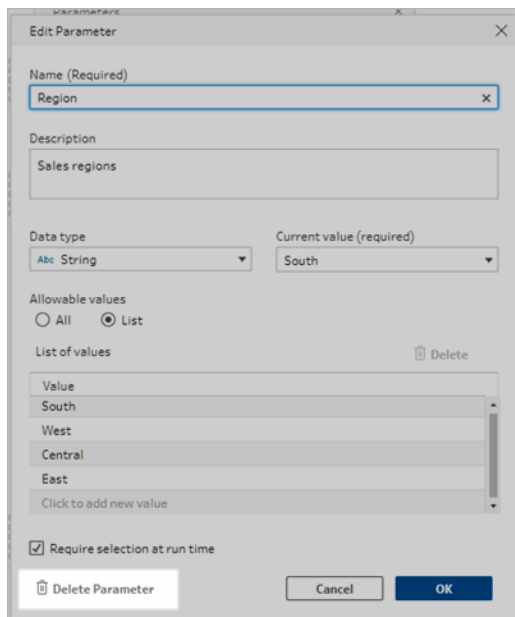 Parameters
Edit Parameter
Name (Required)
Region
Description
Sales regions
Data type
Current value (required)
Abc String
South
Allowable values
All
List
List of values
Delete
Value
South
West
Central
East
Click to add new value
Require selection at run time
Delete Parameter
Cancel
OK